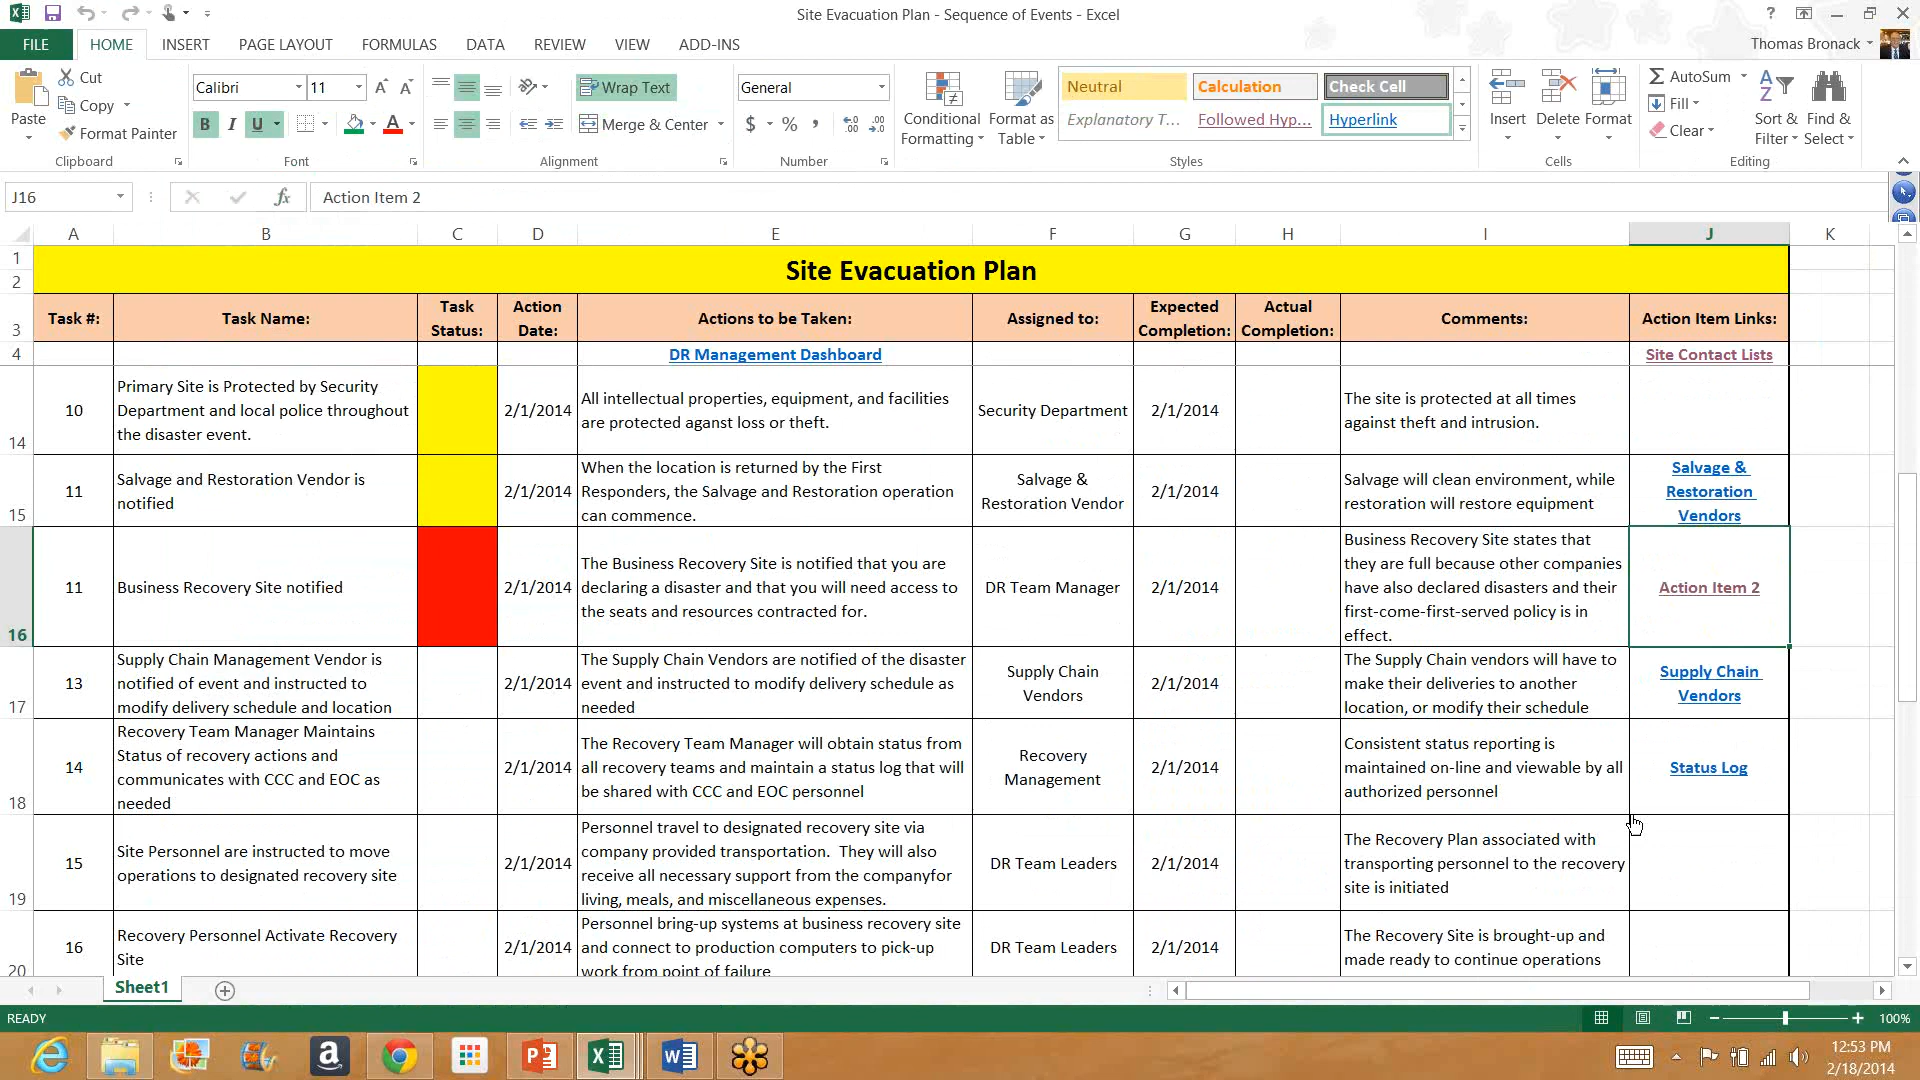 Site Evacuation Plan - Sequence of Events - Excel
?
FILE HOME INSERT PAGE LAYOUT FORMULAS DATA REVIEW VIEW ADD-INS Thomas Bronack
Paste
Cut
Copy
Format Painter
Clipboard
Calibri 11
B I U
Font
Wrap Text
Merge & Center
Alignment
General
$ % ,
Number
Conditional
Formatting
Format as
Table
Neutral Calculation Check Cell
Explanatory T... Followed Hyp... Hyperlink
Styles
Insert Delete Format
Cells
AutoSum
Fill
Clear
Sort &
Filter
Find &
Select
Editing
J16 fx Action Item 2
A B C D E F G H I J K
1
2
Site Evacuation Plan
3
Task #:
Task Name:
Task
Status:
Action
Date:
Actions to be Taken:
Assigned to:
Expected
Completion:
Actual
Completion:
Comments:
Action Item Links:
4
DR Management Dashboard
Site Contact Lists
14
10
Primary Site is Protected by Security
Department and local police throughout
the disaster event.
2/1/2014
All intellectual properties, equipment, and facilities
are protected aganst loss or theft.
Security Department
2/1/2014
The site is protected at all times
against theft and intrusion.
15
11
Salvage and Restoration Vendor is
notified
2/1/2014
When the location is returned by the First
Responders, the Salvage and Restoration operation
can commence.
Salvage &
Restoration Vendor
2/1/2014
Salvage will clean environment, while
restoration will restore equipment
Salvage &
Restoration
Vendors
16
11
Business Recovery Site notified
2/1/2014
The Business Recovery Site is notified that you are
declaring a disaster and that you will need access to
the seats and resources contracted for.
DR Team Manager
2/1/2014
Business Recovery Site states that
they are full because other companies
have also declared disasters and their
first-come-first-served policy is in
effect.
Action Item 2
17
13
Supply Chain Management Vendor is
notified of event and instructed to
modify delivery schedule and location
2/1/2014
The Supply Chain Vendors are notified of the disaster
event and instructed to modify delivery schedule as
needed
Supply Chain
Vendors
2/1/2014
The Supply Chain vendors will have to
make their deliveries to another
location, or modify their schedule
Supply Chain
Vendors
18
14
Recovery Team Manager Maintains
Status of recovery actions and
communicates with CCC and EOC as
needed
2/1/2014
The Recovery Team Manager will obtain status from
all recovery teams and maintain a status log that will
be shared with CCC and EOC personnel
Recovery
Management
2/1/2014
Consistent status reporting is
maintained on-line and viewable by all
authorized personnel
Status Log
19
15
Site Personnel are instructed to move
operations to designated recovery site
2/1/2014
Personnel travel to designated recovery site via
company provided transportation. They will also
receive all necessary support from the companyfor
living, meals, and miscellaneous expenses.
DR Team Leaders
2/1/2014
The Recovery Plan associated with
transporting personnel to the recovery
site is initiated
20
16
Recovery Personnel Activate Recovery
Site
2/1/2014
Personnel bring-up systems at business recovery site
and connect to production computers to pick-up
work from point of failure
DR Team Leaders
2/1/2014
The Recovery Site is brought-up and
made ready to continue operations
Sheet1
READY 100%
12:53 PM
2/18/2014